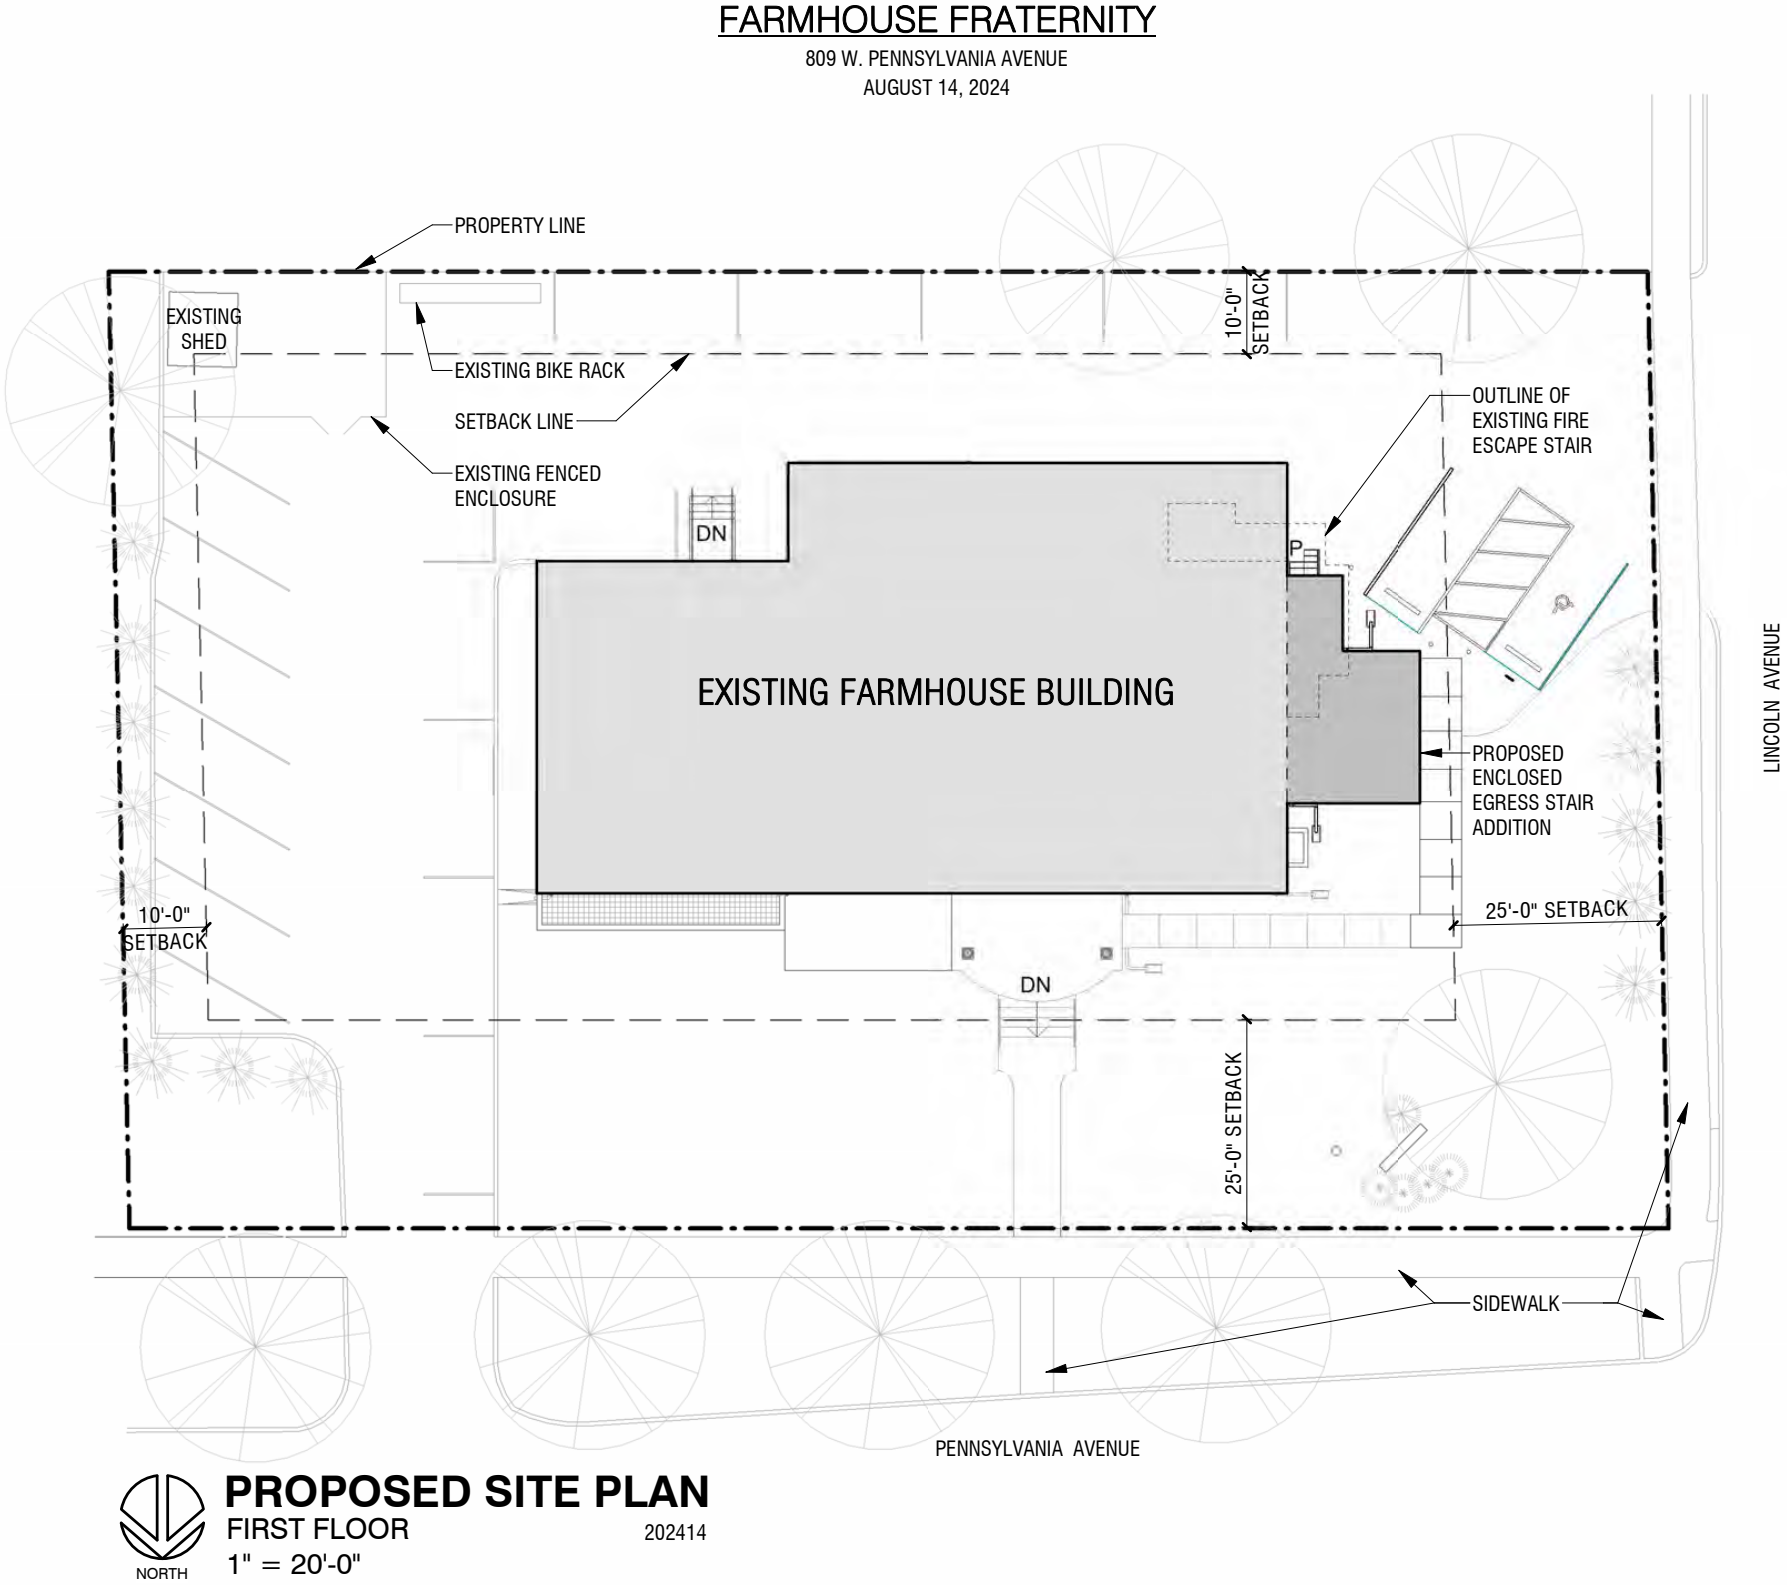 FARMHOUSE FRATERNITY
809 W. PENNSYLVANIA AVENUE
AUGUST 14, 2024
PROPERTY LINE
10'-0"
SETBACK
EXISTING
SHED
EXISTING BIKE RACK
SETBACK LINE
OUTLINE OF
EXISTING FIRE
ESCAPE STAIR
EXISTING FENCED
ENCLOSURE
DN
P
EXISTING FARMHOUSE BUILDING
LINCOLN AVENUE
PROPOSED
ENCLOSED
EGRESS STAIR
ADDITION
10'-0"
SETBACK
25'-0" SETBACK
DN
25'-0" SETBACK
SIDEWALK
PENNSYLVANIA AVENUE
PROPOSED SITE PLAN
FIRST FLOOR
202414
1" = 20'-0"
NORTH